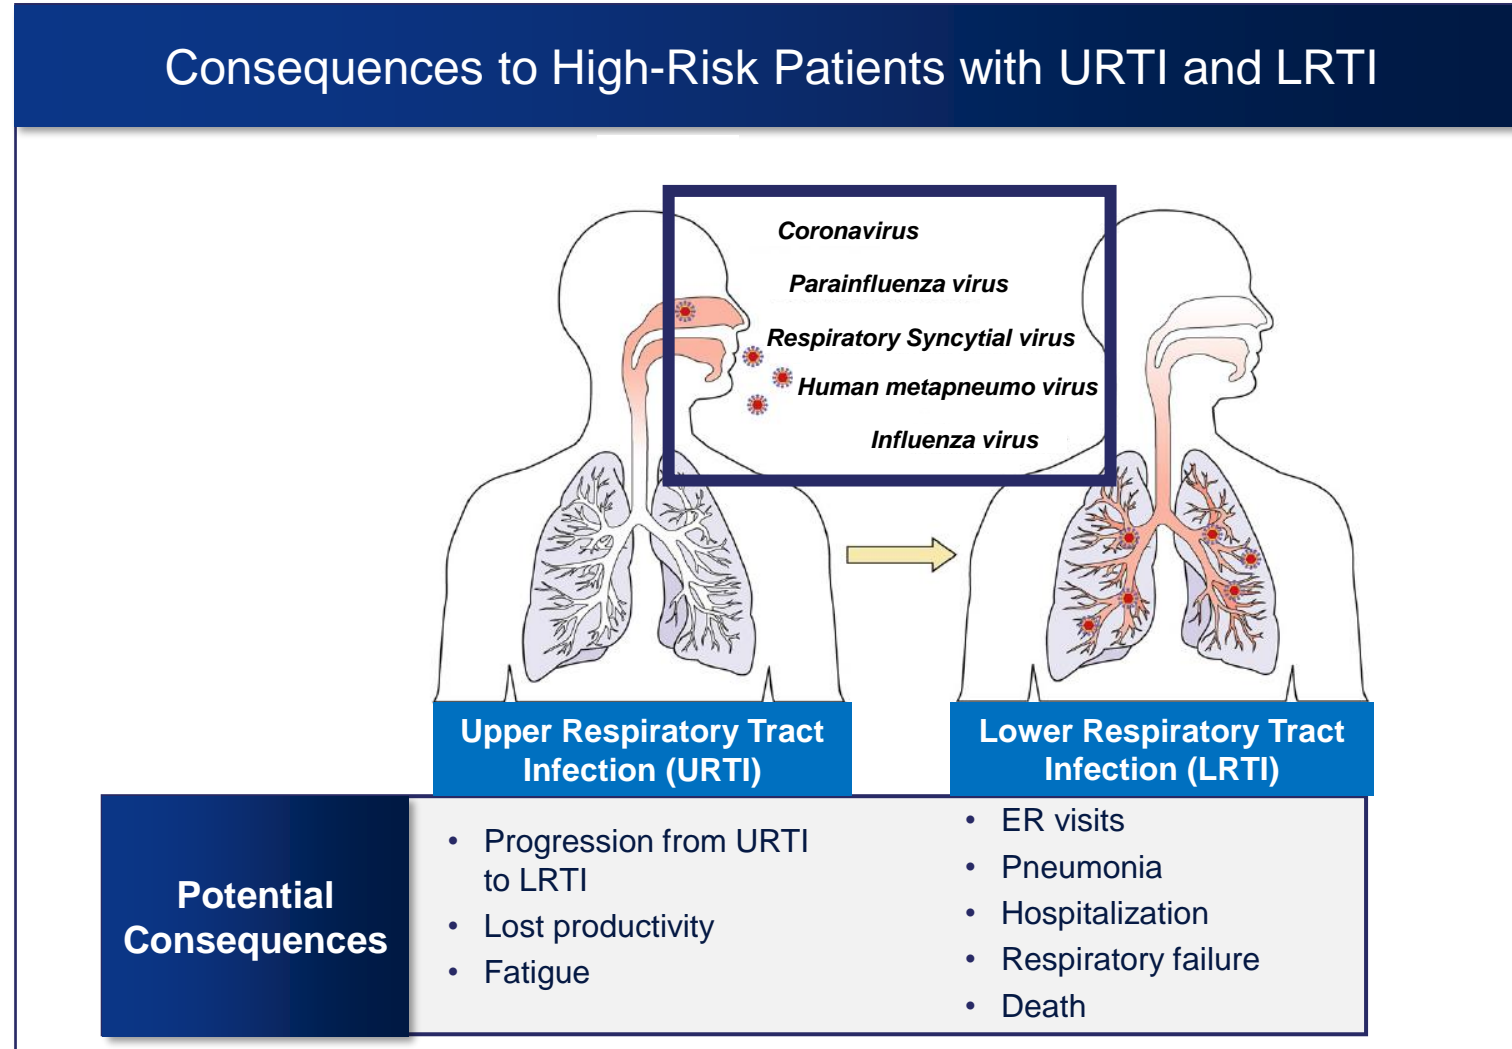 Consequences to High-Risk Patients with URTI and LRTI
Coronavirus
Parainfluenza virus
Respiratory Syncytial virus
Human metapneumo virus
Influenza virus
Upper Respiratory Tract
Infection (URTI)
Lower Respiratory Tract
Infection (LRTI)
Potential
Consequences
• Progression from URTI
to LRTI
• Lost productivity
• Fatigue
• ER visits
• Pneumonia
• Hospitalization
• Respiratory failure
• Death